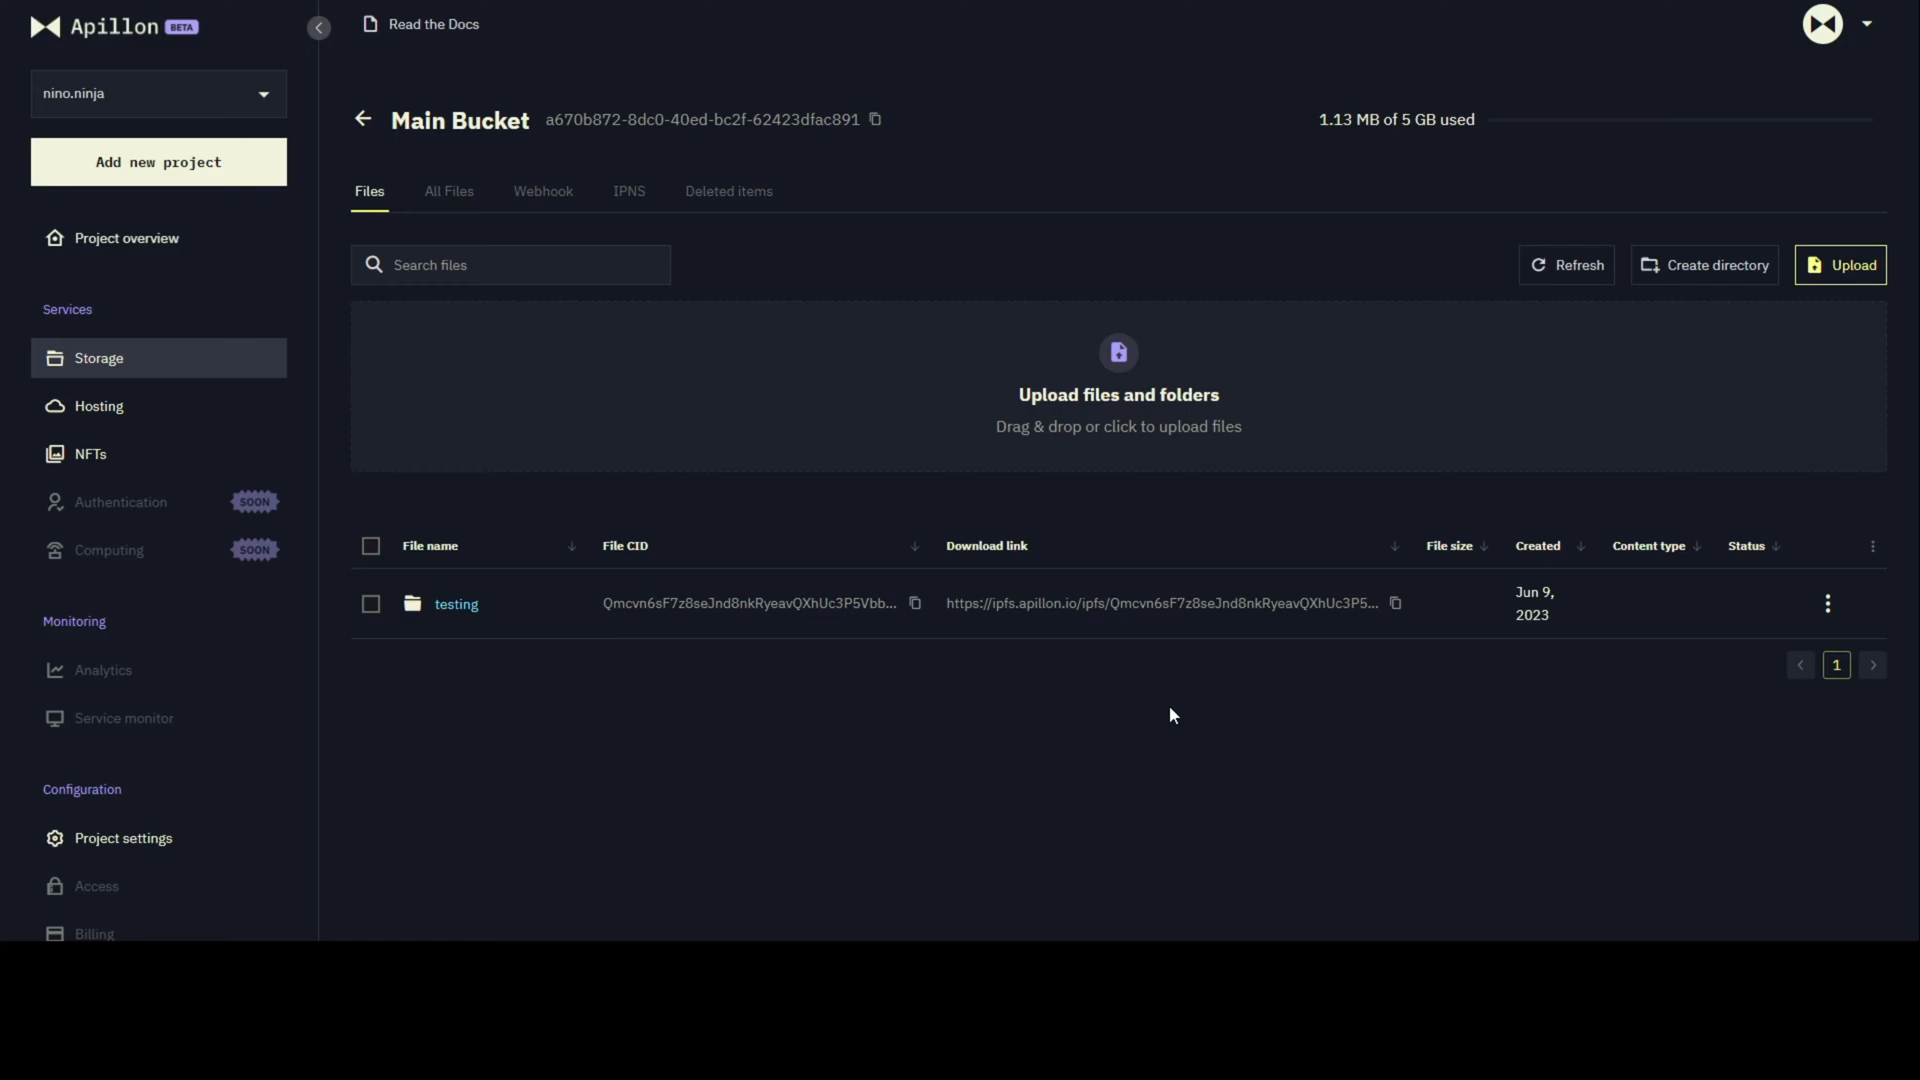 Apillon BETA
Read the Docs
nino.ninja
Add new project
Project overview
Services
Storage
Hosting
NFTs
Authentication SOON
Computing SOON
Monitoring
Analytics
Service monitor
Configuration
Project settings
Access
Billing
Main Bucket a670b872-8dc0-40ed-bc2f-62423dfac891
1.13 MB of 5 GB used
Files All Files Webhook IPNS Deleted items
Search files
Refresh Create directory Upload
Upload files and folders
Drag & drop or click to upload files
File name File CID Download link File size Created Content type Status
testing Qmcvn6sF7z8seJnd8nkRyeavQXhUc3P5Vbb... https://ipfs.apillon.io/ipfs/Qmcvn6sF7z8seJnd8nkRyeavQXhUc3P5... Jun 9,
2023
1